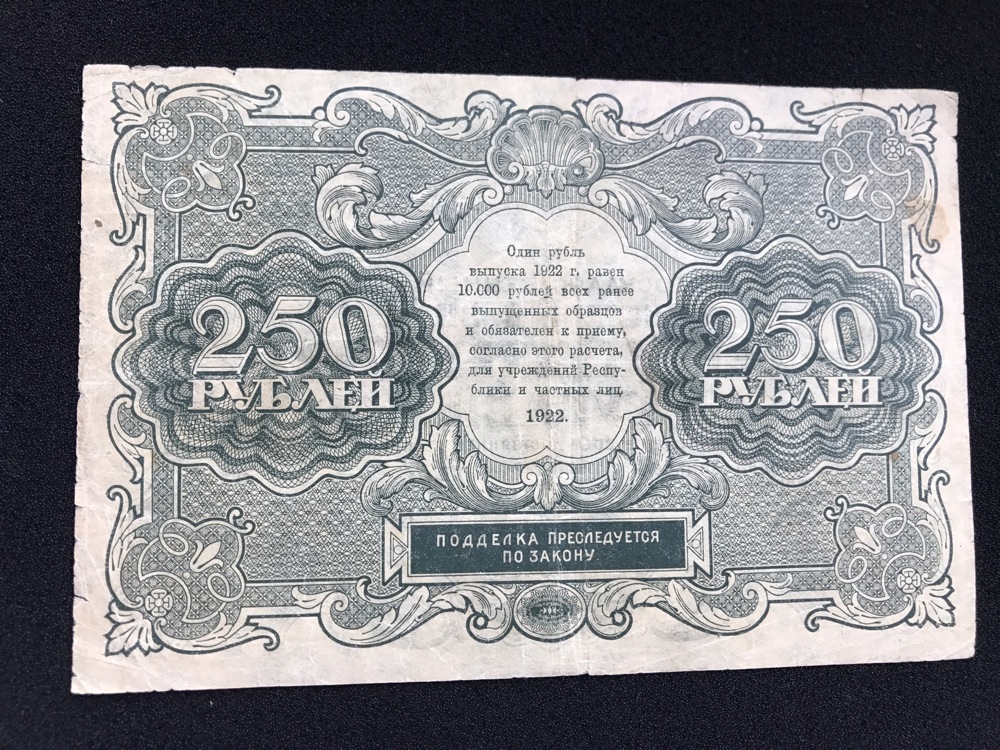 Один рубль
выпуска 1922 г. равен
10.000 рублей всех ранее
выпущенных образцов
и обязателен к приему,
согласно этого расчета,
для учреждений Респу-
блики и частных лиц.
1922.
250
РУБЛЕЙ
250
РУБЛЕЙ
ПОДДЕЛКА ПРЕСЛЕДУЕТСЯ
ПО ЗАКОНУ